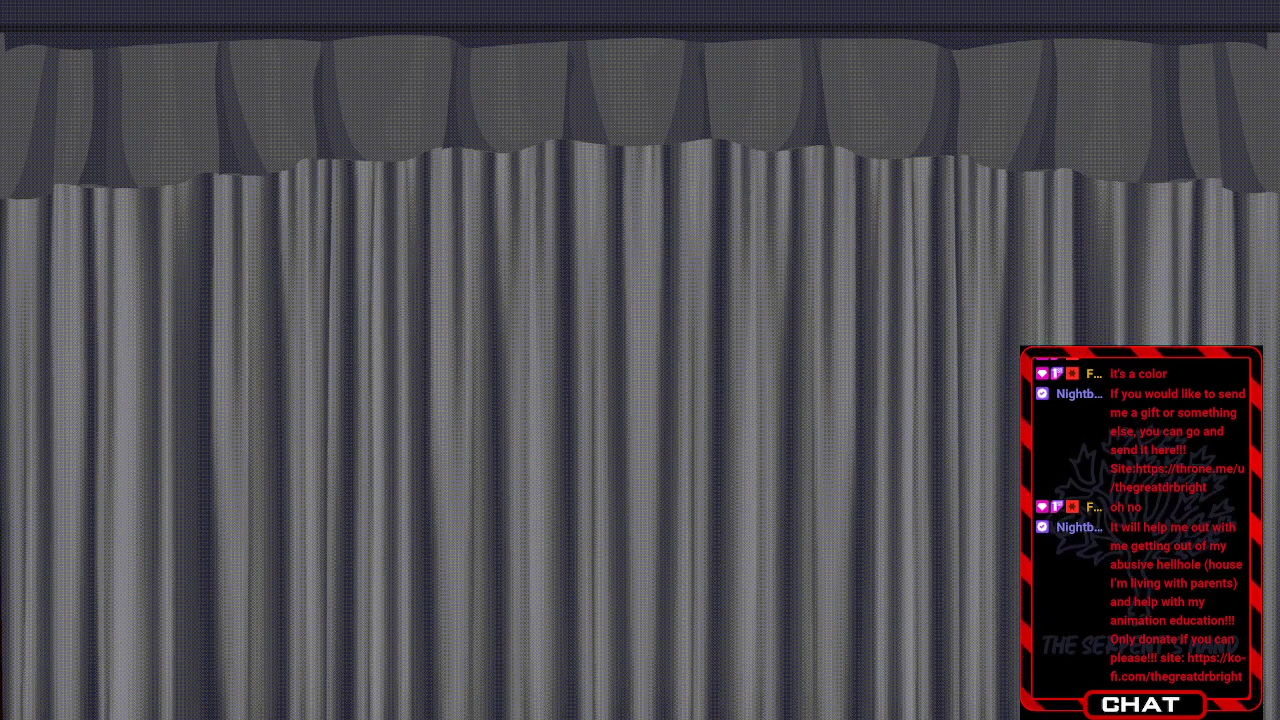 F... it's a color
Nightb... If you would like to send
me a gift or something
else, you can go and
send it here!!!
Site:https://throne.me/u
/thegreatdrbright
F... oh no
Nightb... It will help me out with
me getting out of my
abusive hellhole (house
I'm living with parents)
and help with my
animation education!!!
Only donate if you can
please!!! site: https://ko-
fi.com/thegreatdrbright
THE SERPENT'S HAND
CHAT